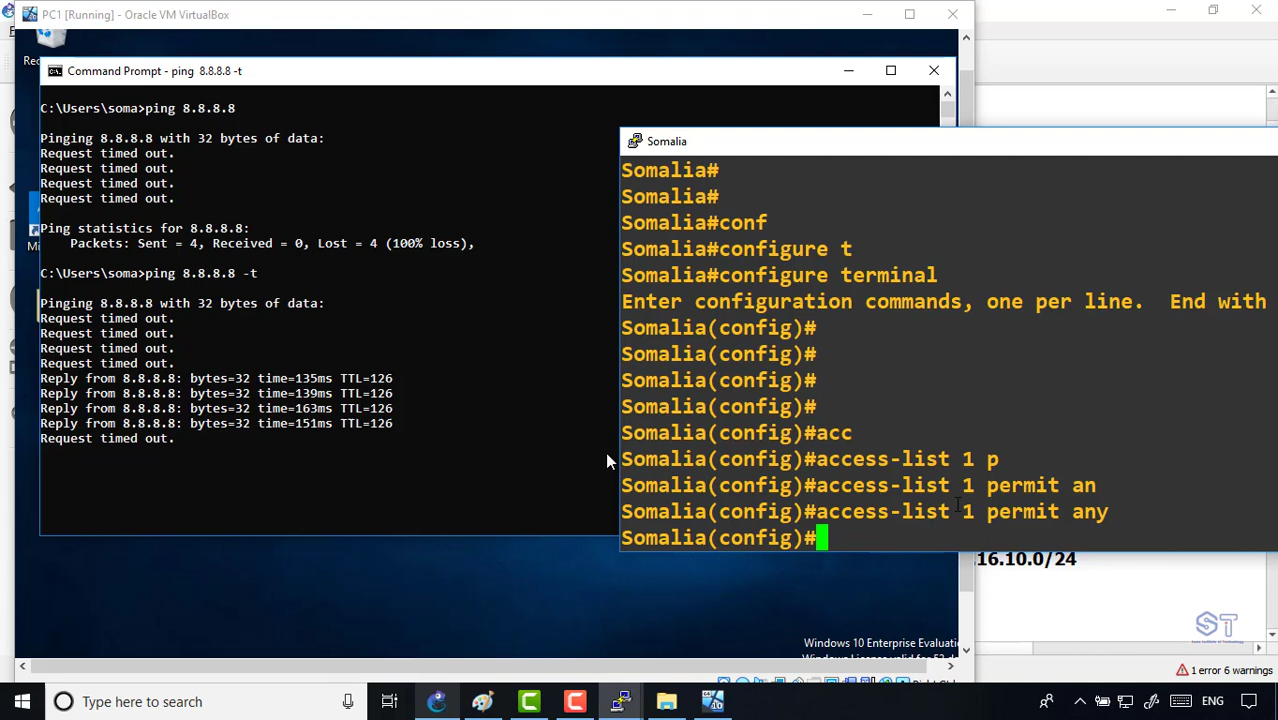 PC1 [Running] - Oracle VM VirtualBox
Rec
Command Prompt - ping  8.8.8.8 -t
C:\Users\soma>ping 8.8.8.8
Pinging 8.8.8.8 with 32 bytes of data:
Request timed out.
Request timed out.
Request timed out.
Request timed out.
Ping statistics for 8.8.8.8:
    Packets: Sent = 4, Received = 0, Lost = 4 (100% loss),
C:\Users\soma>ping 8.8.8.8 -t
Pinging 8.8.8.8 with 32 bytes of data:
Request timed out.
Request timed out.
Request timed out.
Request timed out.
Reply from 8.8.8.8: bytes=32 time=135ms TTL=126
Reply from 8.8.8.8: bytes=32 time=139ms TTL=126
Reply from 8.8.8.8: bytes=32 time=163ms TTL=126
Reply from 8.8.8.8: bytes=32 time=151ms TTL=126
Request timed out.
Mi
Somalia
Somalia#
Somalia#
Somalia#conf
Somalia#configure t
Somalia#configure terminal
Enter configuration commands, one per line.  End with
Somalia(config)#
Somalia(config)#
Somalia(config)#
Somalia(config)#
Somalia(config)#acc
Somalia(config)#access-list 1 p
Somalia(config)#access-list 1 permit an
Somalia(config)#access-list 1 permit any
Somalia(config)#
.16.10.0/24
ST
Windows 10 Enterprise Evaluati
1 error 6 warnings
Type here to search
ENG